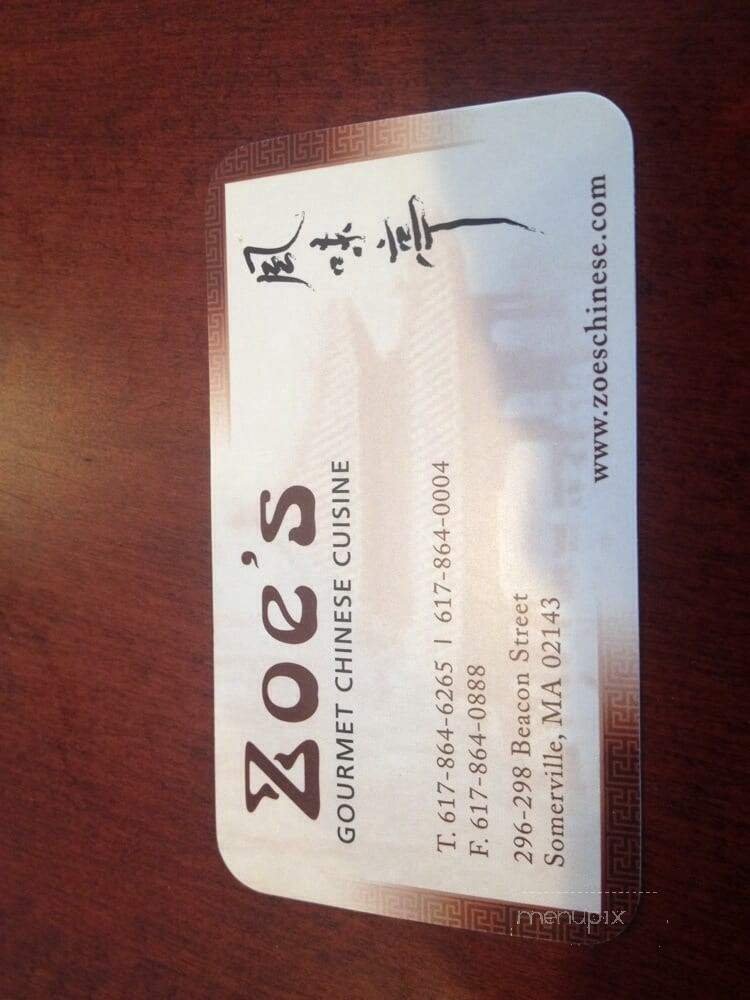 Zoe's
GOURMET CHINESE CUISINE
風味軒
T. 617-864-6265 | 617-864-0004
F. 617-864-0888
296-298 Beacon Street
Somerville, MA 02143
www.zoeschinese.com
menupix